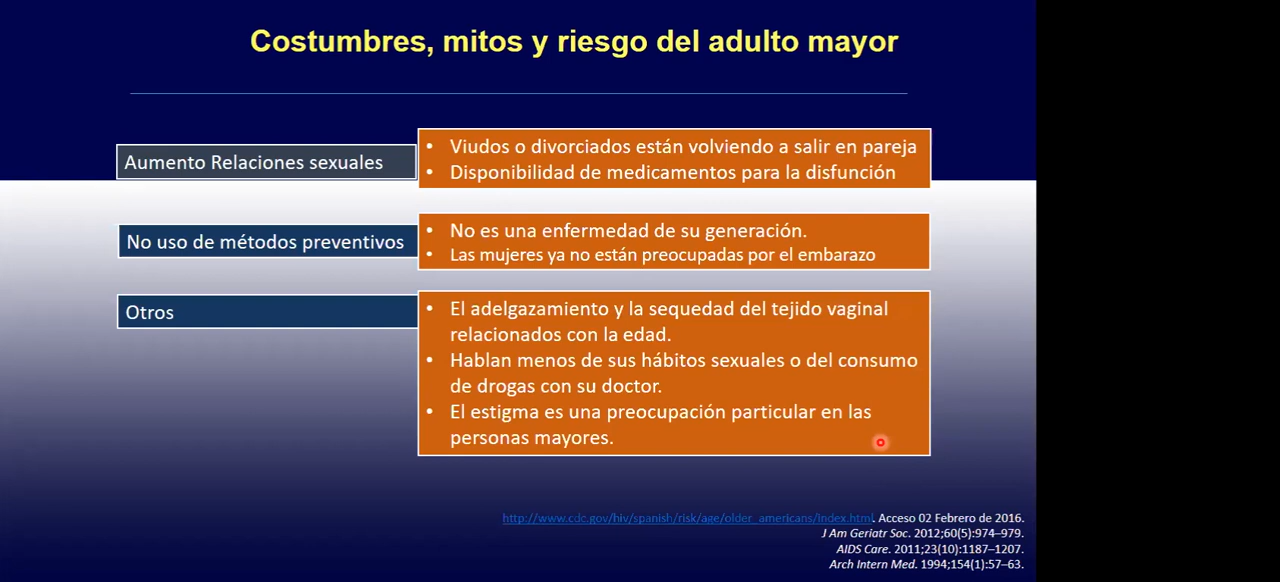 Costumbres, mitos y riesgo del adulto mayor
Aumento Relaciones sexuales
• Viudos o divorciados están volviendo a salir en pareja
• Disponibilidad de medicamentos para la disfunción
No uso de métodos preventivos
• No es una enfermedad de su generación.
• Las mujeres ya no están preocupadas por el embarazo
Otros
• El adelgazamiento y la sequedad del tejido vaginal
relacionados con la edad.
• Hablan menos de sus hábitos sexuales o del consumo
de drogas con su doctor.
• El estigma es una preocupación particular en las
personas mayores.
http://www.cdc.gov/hiv/spanish/risk/age/older_americans/index.html. Acceso 02 Febrero de 2016.
J Am Geriatr Soc. 2012;60(5):974–979.
AIDS Care. 2011;23(10):1187–1207.
Arch Intern Med. 1994;154(1):57–63.